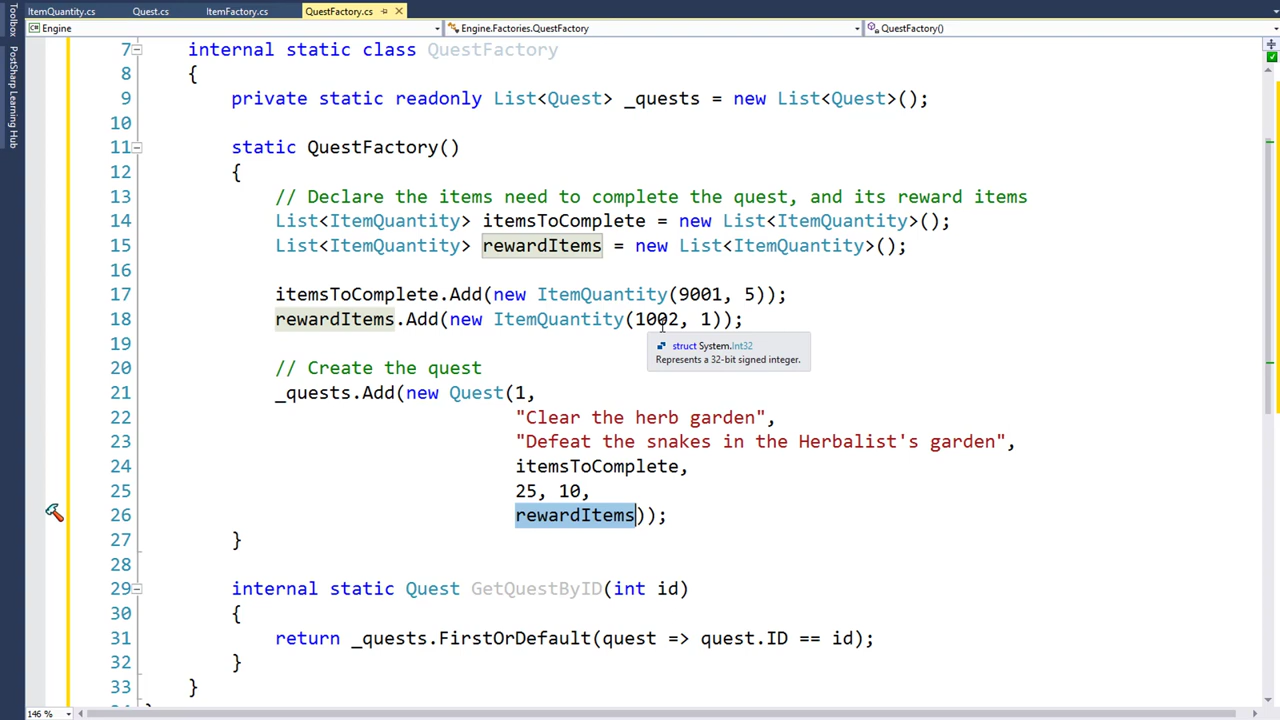 ItemQuantity.cs Quest.cs ItemFactory.cs QuestFactory.cs
Engine Engine.Factories.QuestFactory QuestFactory()
Toolbox
PostSharp Learning Hub
7 internal static class QuestFactory
8 {
9 private static readonly List<Quest> _quests = new List<Quest>();
10
11 static QuestFactory()
12 {
13 // Declare the items need to complete the quest, and its reward items
14 List<ItemQuantity> itemsToComplete = new List<ItemQuantity>();
15 List<ItemQuantity> rewardItems = new List<ItemQuantity>();
16
17 itemsToComplete.Add(new ItemQuantity(9001, 5));
18 rewardItems.Add(new ItemQuantity(1002, 1));
19
struct System.Int32
Represents a 32-bit signed integer.
20 // Create the quest
21 _quests.Add(new Quest(1,
22 "Clear the herb garden",
23 "Defeat the snakes in the Herbalist's garden",
24 itemsToComplete,
25 25, 10,
26 rewardItems));
27 }
28
29 internal static Quest GetQuestByID(int id)
30 {
31 return _quests.FirstOrDefault(quest => quest.ID == id);
32 }
33 }
146 %